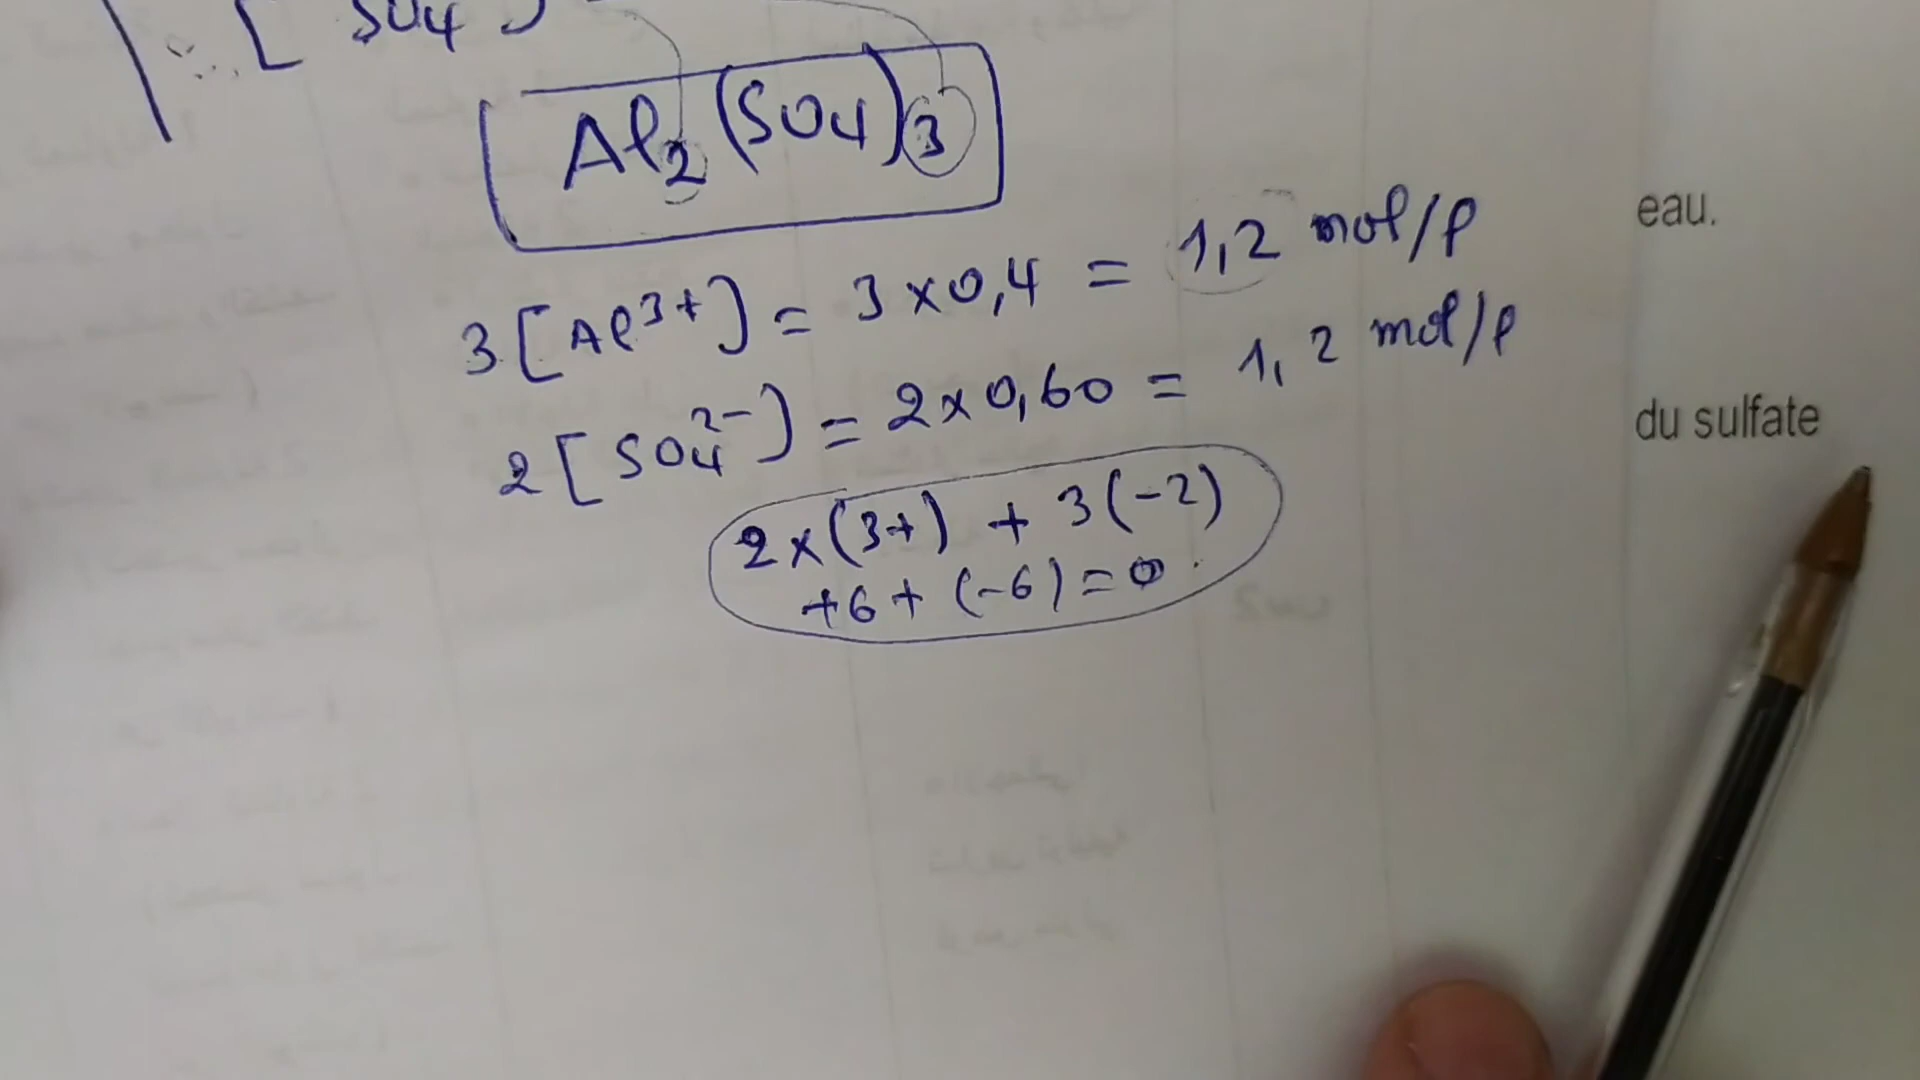 [ SO4 ]
Al2(SO4)3
3[Al3+] = 3 x 0,4 = 1,2 mol/l
eau.
2[SO4 2-] = 2 x 0,60 = 1,2 mol/l
du sulfate
2 x (3+) + 3(-2)
+6 + (-6) = 0